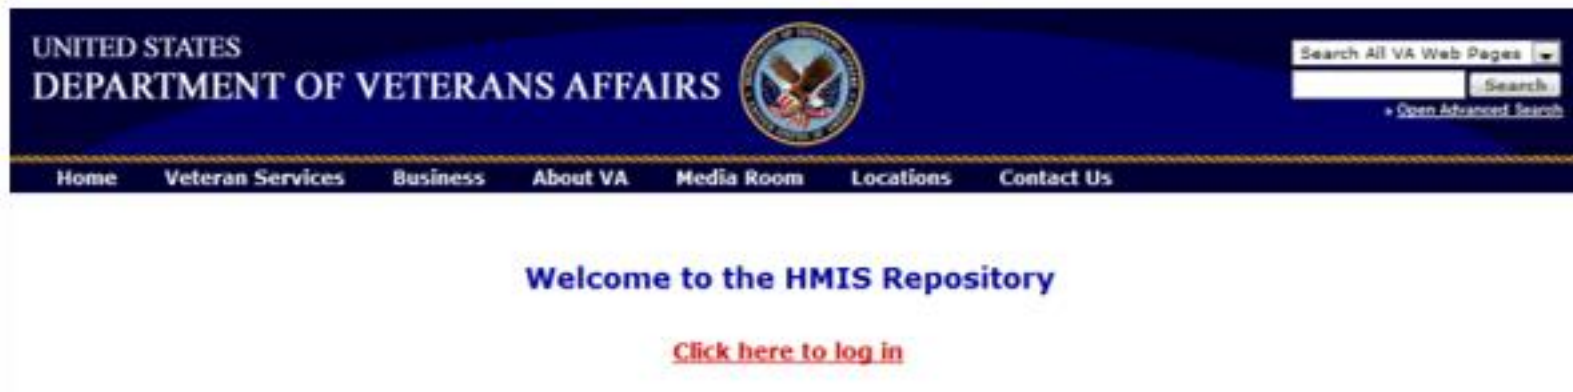 UNITED STATES
DEPARTMENT OF VETERANS AFFAIRS
Search All VA Web Pages
Search
» Open Advanced Search
Home Veteran Services Business About VA Media Room Locations Contact Us
Welcome to the HMIS Repository
Click here to log in